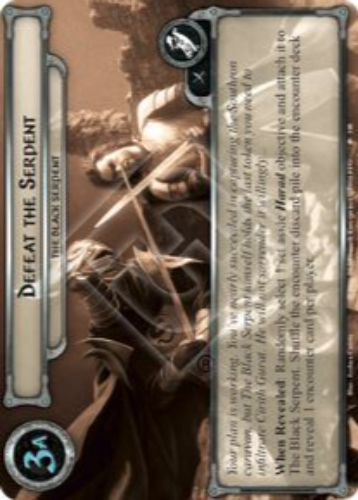 3A
DEFEAT THE SERPENT
THE BLACK SERPENT
Your plan is working. You've nearly succeeded in capturing the Southron
caravan, but The Black Serpent himself holds the last token you need to
infiltrate Cirith Gurat. He will not surrender it willingly...
When Revealed: Randomly select 1 set aside Harad objective and attach it to
The Black Serpent. Shuffle the encounter discard pile into the encounter deck
and reveal 1 encounter card per player.